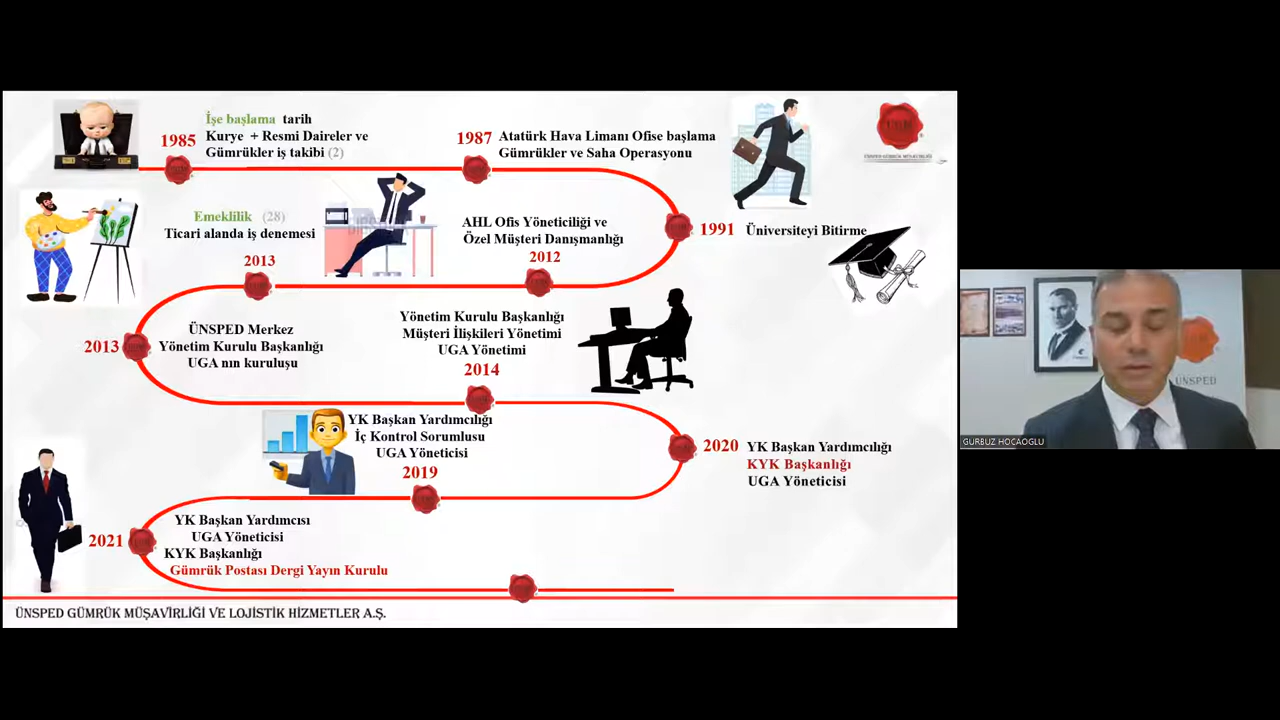 İşe başlama tarih
1985 Kurye + Resmi Daireler ve
Gümrükler iş takibi (2)
1987 Atatürk Hava Limanı Ofise başlama
Gümrükler ve Saha Operasyonu
1991 Üniversiteyi Bitirme
AHL Ofis Yöneticiliği ve
Özel Müşteri Danışmanlığı
2012
Emeklilik (28)
Ticari alanda iş denemesi
2013
2013
ÜNSPED Merkez
Yönetim Kurulu Başkanlığı
UGA nın kuruluşu
Yönetim Kurulu Başkanlığı
Müşteri İlişkileri Yönetimi
UGA Yönetimi
2014
2020 YK Başkan Yardımcılığı
KYK Başkanlığı
UGA Yöneticisi
YK Başkan Yardımcılığı
İç Kontrol Sorumlusu
UGA Yöneticisi
2019
2021
YK Başkan Yardımcısı
UGA Yöneticisi
KYK Başkanlığı
Gümrük Postası Dergi Yayın Kurulu
ÜNSPED GÜMRÜK MÜŞAVİRLİĞİ VE LOJİSTİK HİZMETLER A.Ş.
ÜNSPED
GURBUZ HOCAOGLU